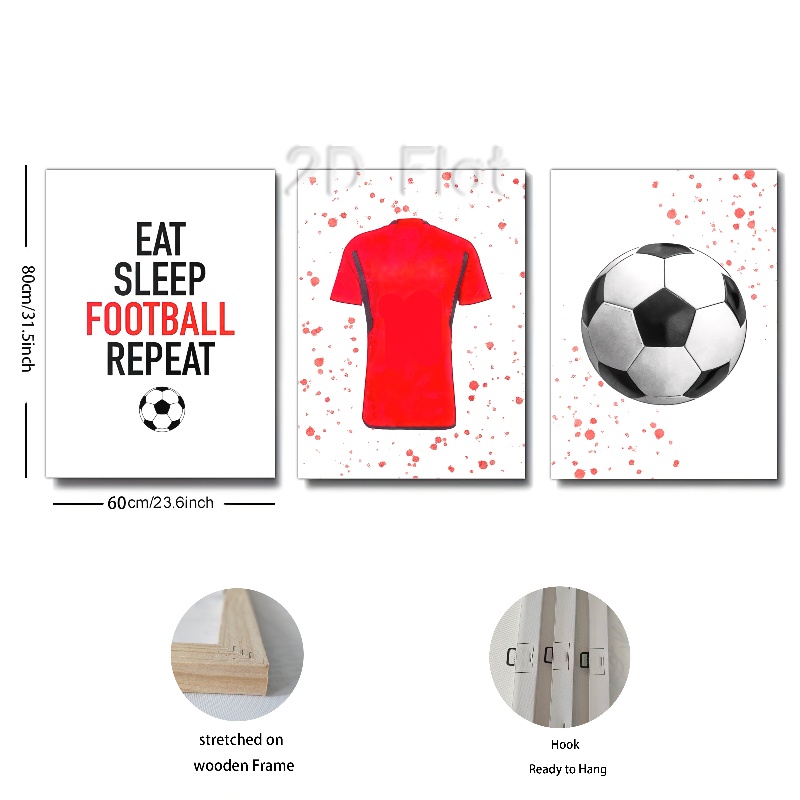 2D Flat
EAT
SLEEP
FOOTBALL
REPEAT
80cm/31.5inch
60cm/23.6inch
stretched on
wooden Frame
Hook
Ready to Hang